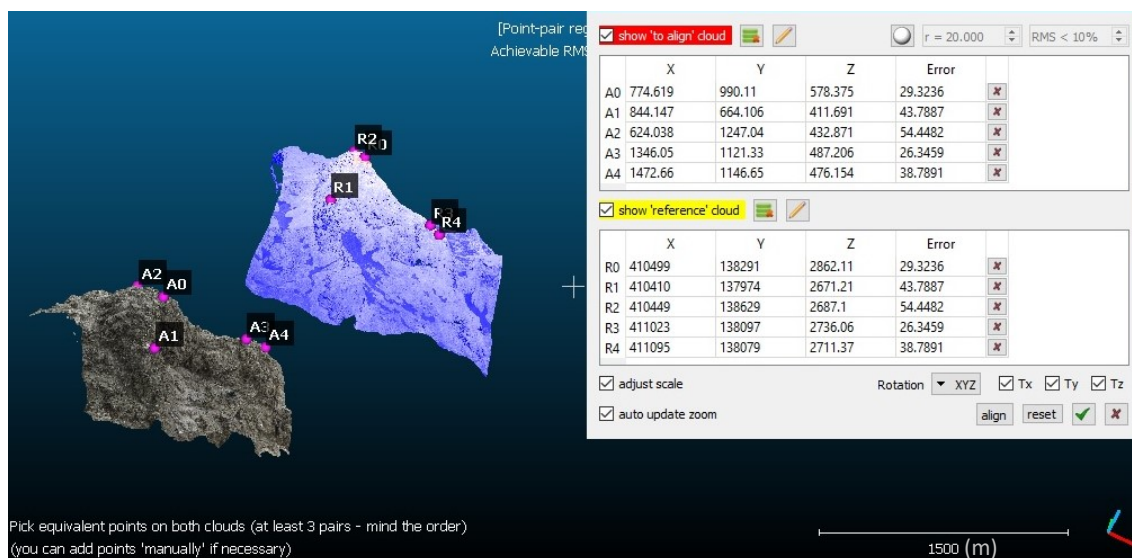 [Point-pair reg
Achievable RMS
show 'to align' cloud
r = 20.000
RMS < 10%
X Y Z Error
A0 774.619 990.11 578.375 29.3236
A1 844.147 664.106 411.691 43.7887
A2 624.038 1247.04 432.871 54.4482
A3 1346.05 1121.33 487.206 26.3459
A4 1472.66 1146.65 476.154 38.7891
show 'reference' cloud
X Y Z Error
R0 410499 138291 2862.11 29.3236
R1 410410 137974 2671.21 43.7887
R2 410449 138629 2687.1 54.4482
R3 411023 138097 2736.06 26.3459
R4 411095 138079 2711.37 38.7891
adjust scale
Rotation XYZ Tx Ty Tz
auto update zoom
align reset
R2
R0
R1
R3
R4
A2
A0
A1
A3
A4
Pick equivalent points on both clouds (at least 3 pairs - mind the order)
(you can add points 'manually' if necessary)
1500 (m)